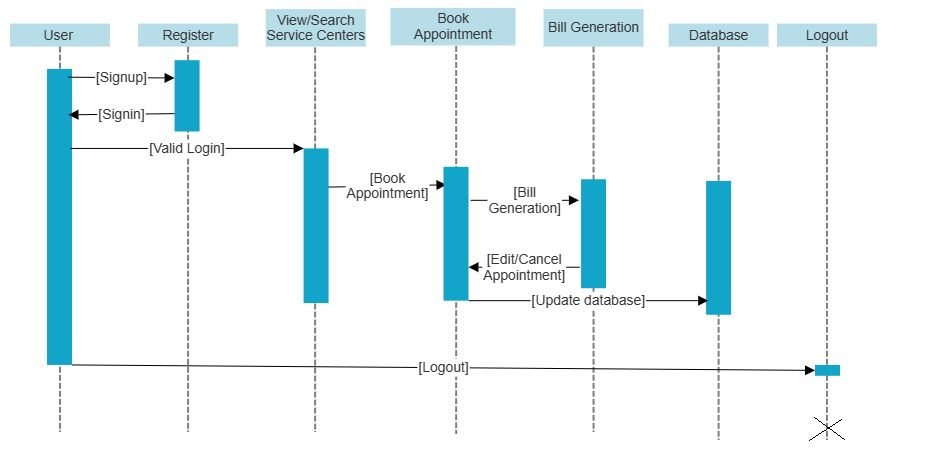 User
Register
View/Search
Service Centers
Book
Appointment
Bill Generation
Database
Logout
[Signup]
[Signin]
[Valid Login]
[Book
Appointment]
[Bill
Generation]
[Edit/Cancel
Appointment]
[Update database]
[Logout]